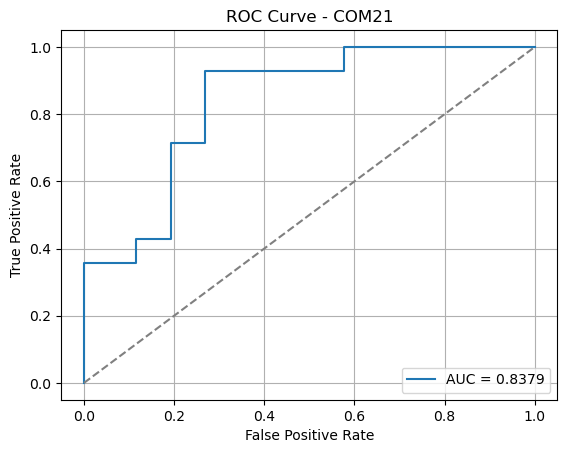 ROC Curve - COM21
True Positive Rate
1.0
0.8
0.6
0.4
0.2
0.0
AUC = 0.8379
0.0 0.2 0.4 0.6 0.8 1.0
False Positive Rate